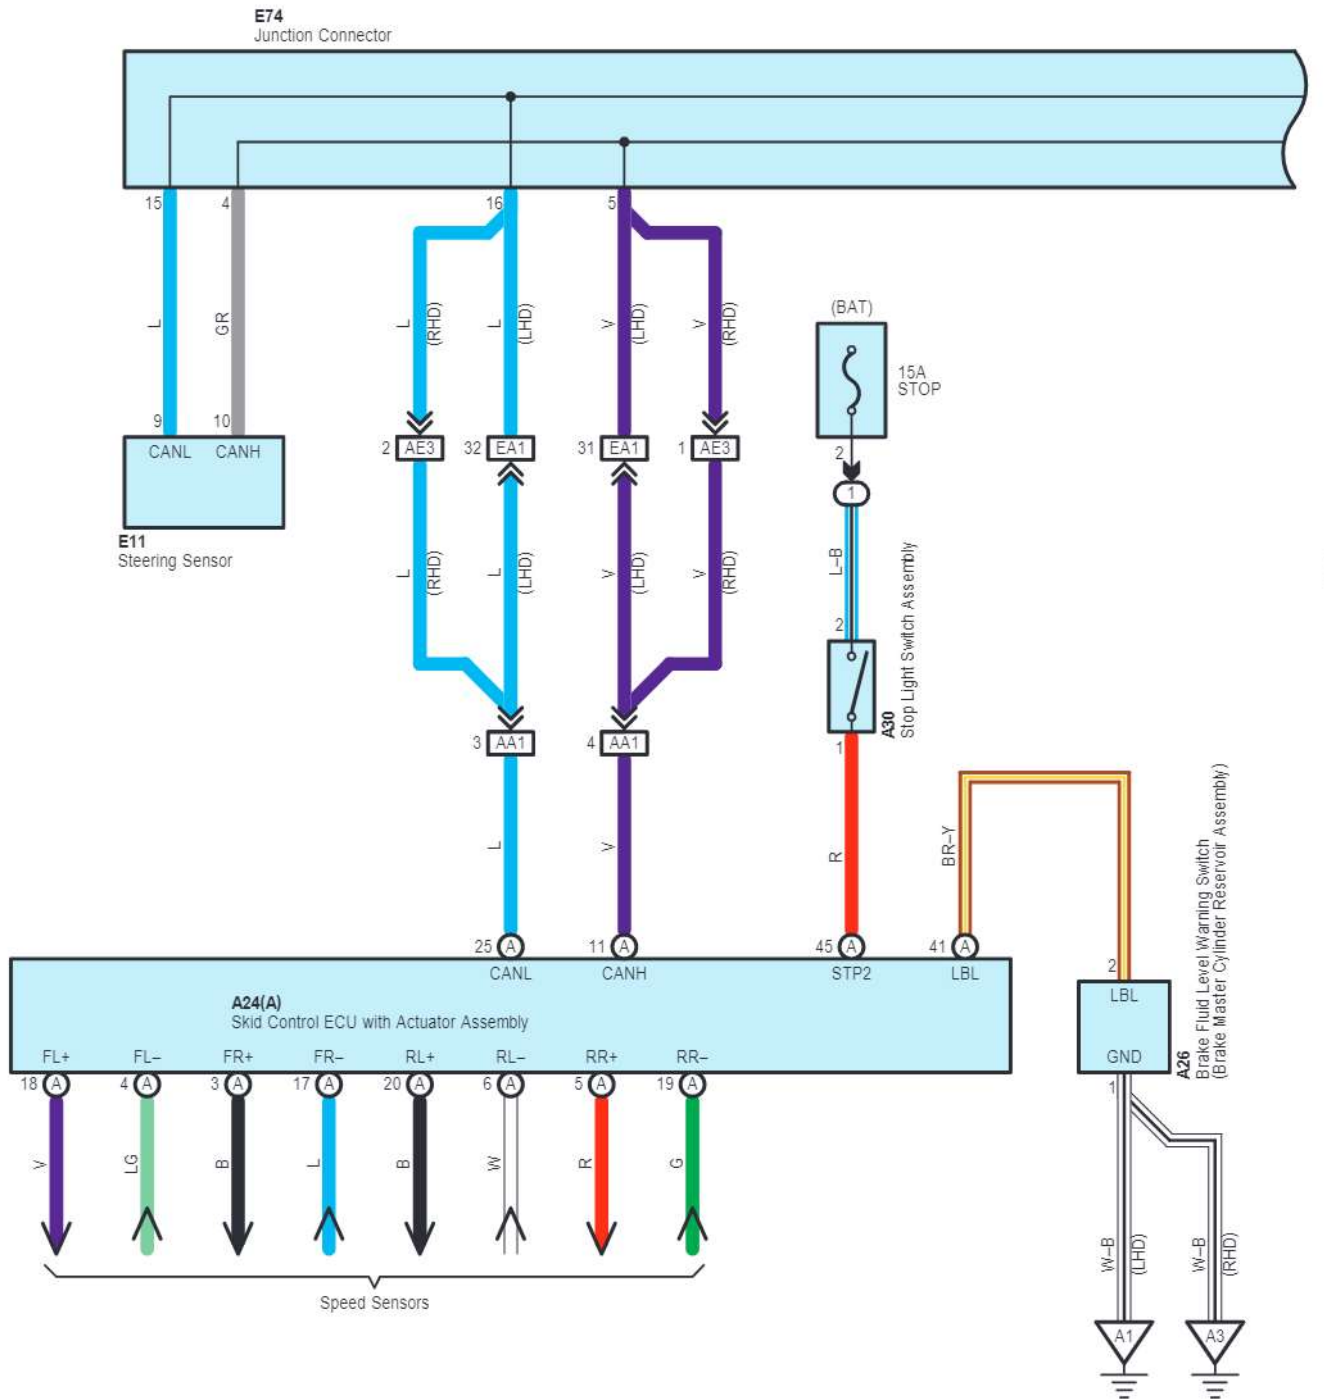 E74
Junction Connector
15
4
16
5
L
GR
L
(RHD)
L
(LHD)
V
(LHD)
V
(RHD)
(BAT)
15A
STOP
9
10
CANL
CANH
2
AE3
32
EA1
31
EA1
1
AE3
2
1
E11
Steering Sensor
L
(RHD)
L
(LHD)
V
(LHD)
V
(RHD)
L–B
2
A30
Stop Light Switch Assembly
1
3
AA1
4
AA1
L
V
R
BR–Y
25
A
11
A
45
A
41
A
CANL
CANH
STP2
LBL
2
LBL
GND
1
A26
Brake Fluid Level Warning Switch
(Brake Master Cylinder Reservoir Assembly)
A24(A)
Skid Control ECU with Actuator Assembly
FL+
FL–
FR+
FR–
RL+
RL–
RR+
RR–
18
A
4
A
3
A
17
A
20
A
6
A
5
A
19
A
V
LG
B
L
B
W
R
G
Speed Sensors
W–B
(LHD)
W–B
(RHD)
A1
A3